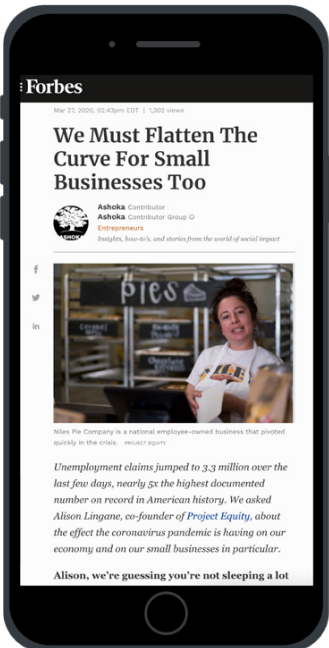 Forbes
Mar 27, 2020, 02:43pm EDT | 1,202 views
We Must Flatten The
Curve For Small
Businesses Too
Ashoka Contributor
Ashoka Contributor Group
Entrepreneurs
Insights, how-to's, and stories from the world of social impact
ASHOKA
pies
Niles Pie Company is a national employee-owned business that pivoted
quickly in the crisis. PROJECT EQUITY
Unemployment claims jumped to 3.3 million over the
last few days, nearly 5x the highest documented
number on record in American history. We asked
Alison Lingane, co-founder of Project Equity, about
the effect the coronavirus pandemic is having on our
economy and on our small businesses in particular.
Alison, we're guessing you're not sleeping a lot